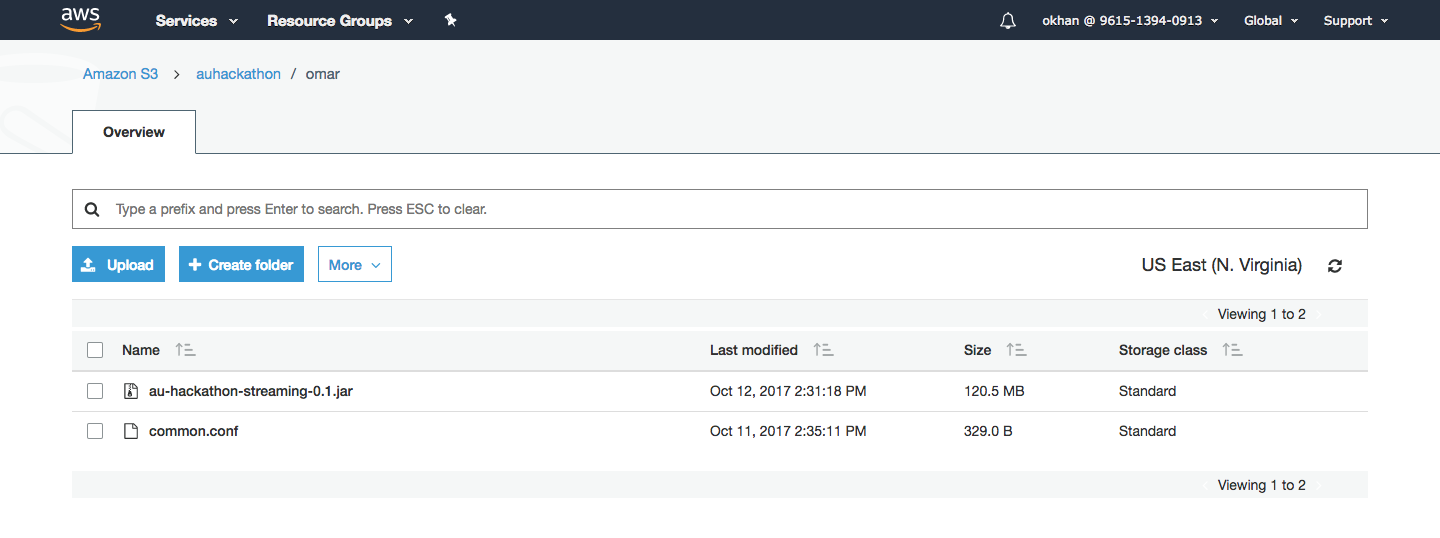 aws Services Resource Groups okhan @ 9615-1394-0913 Global Support
Amazon S3 > auhackathon / omar
Overview
Type a prefix and press Enter to search. Press ESC to clear.
Upload + Create folder More US East (N. Virginia)
Viewing 1 to 2
Name Last modified Size Storage class
au-hackathon-streaming-0.1.jar Oct 12, 2017 2:31:18 PM 120.5 MB Standard
common.conf Oct 11, 2017 2:35:11 PM 329.0 B Standard
Viewing 1 to 2